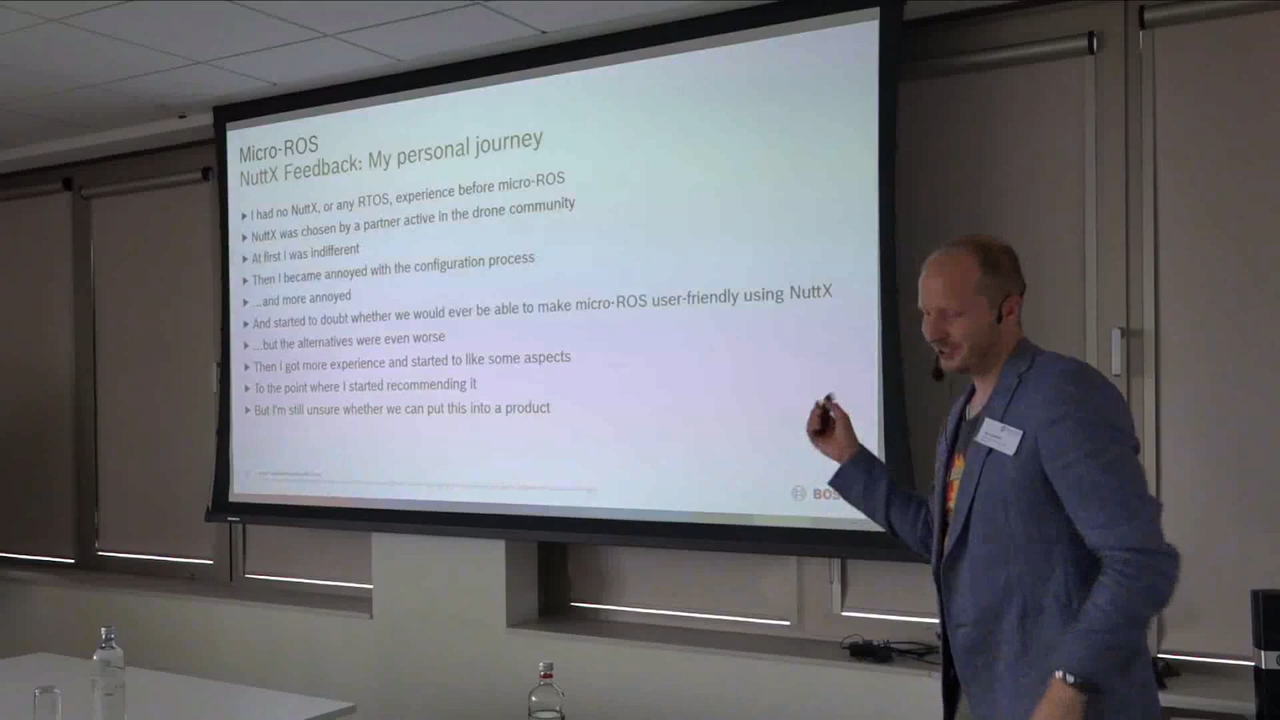 Micro-ROS
NuttX Feedback: My personal journey
I had no NuttX, or any RTOS, experience before micro-ROS
NuttX was chosen by a partner active in the drone community
At first I was indifferent
Then I became annoyed with the configuration process
...and more annoyed
And started to doubt whether we would ever be able to make micro-ROS user-friendly using NuttX
...but the alternatives were even worse
Then I got more experience and started to like some aspects
To the point where I started recommending it
But I'm still unsure whether we can put this into a product
BOS